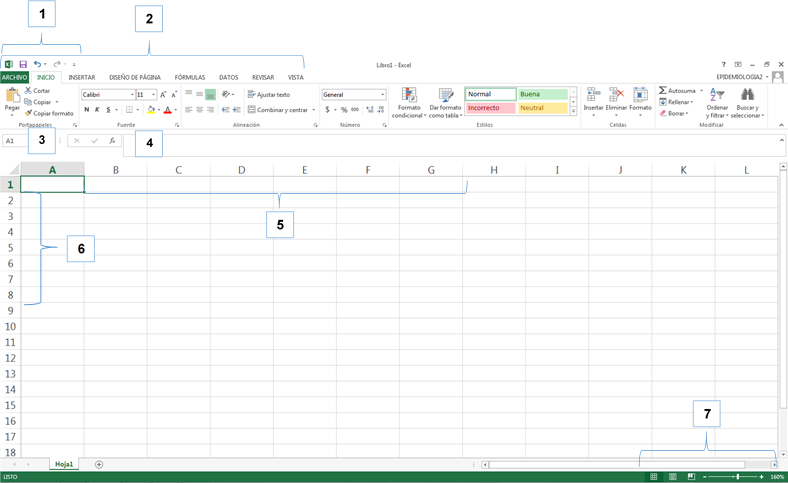 1
2
Libro1 - Excel
?
ARCHIVO INICIO INSERTAR DISEÑO DE PÁGINA FÓRMULAS DATOS REVISAR VISTA EPIDEMIOLOGIA2
Pegar
Cortar
Copiar
Copiar formato
Portapapeles
Calibri 11 A A
N K S A
Fuente
Ajustar texto
Combinar y centrar
Alineación
General
$ % 000
Número
Formato
condicional
Dar formato
como tabla
Normal Buena
Incorrecto Neutral
Estilos
Insertar Eliminar Formato
Celdas
Autosuma
Rellenar
Borrar
Ordenar
y filtrar
Buscar y
seleccionar
Modificar
A1 3 fx 4
A B C D E F G H I J K L
1
2
3
4
5
6
7
8
9
10
11
12
13
14
15
16
17
18
5
6
7
Hoja1
LISTO 160%